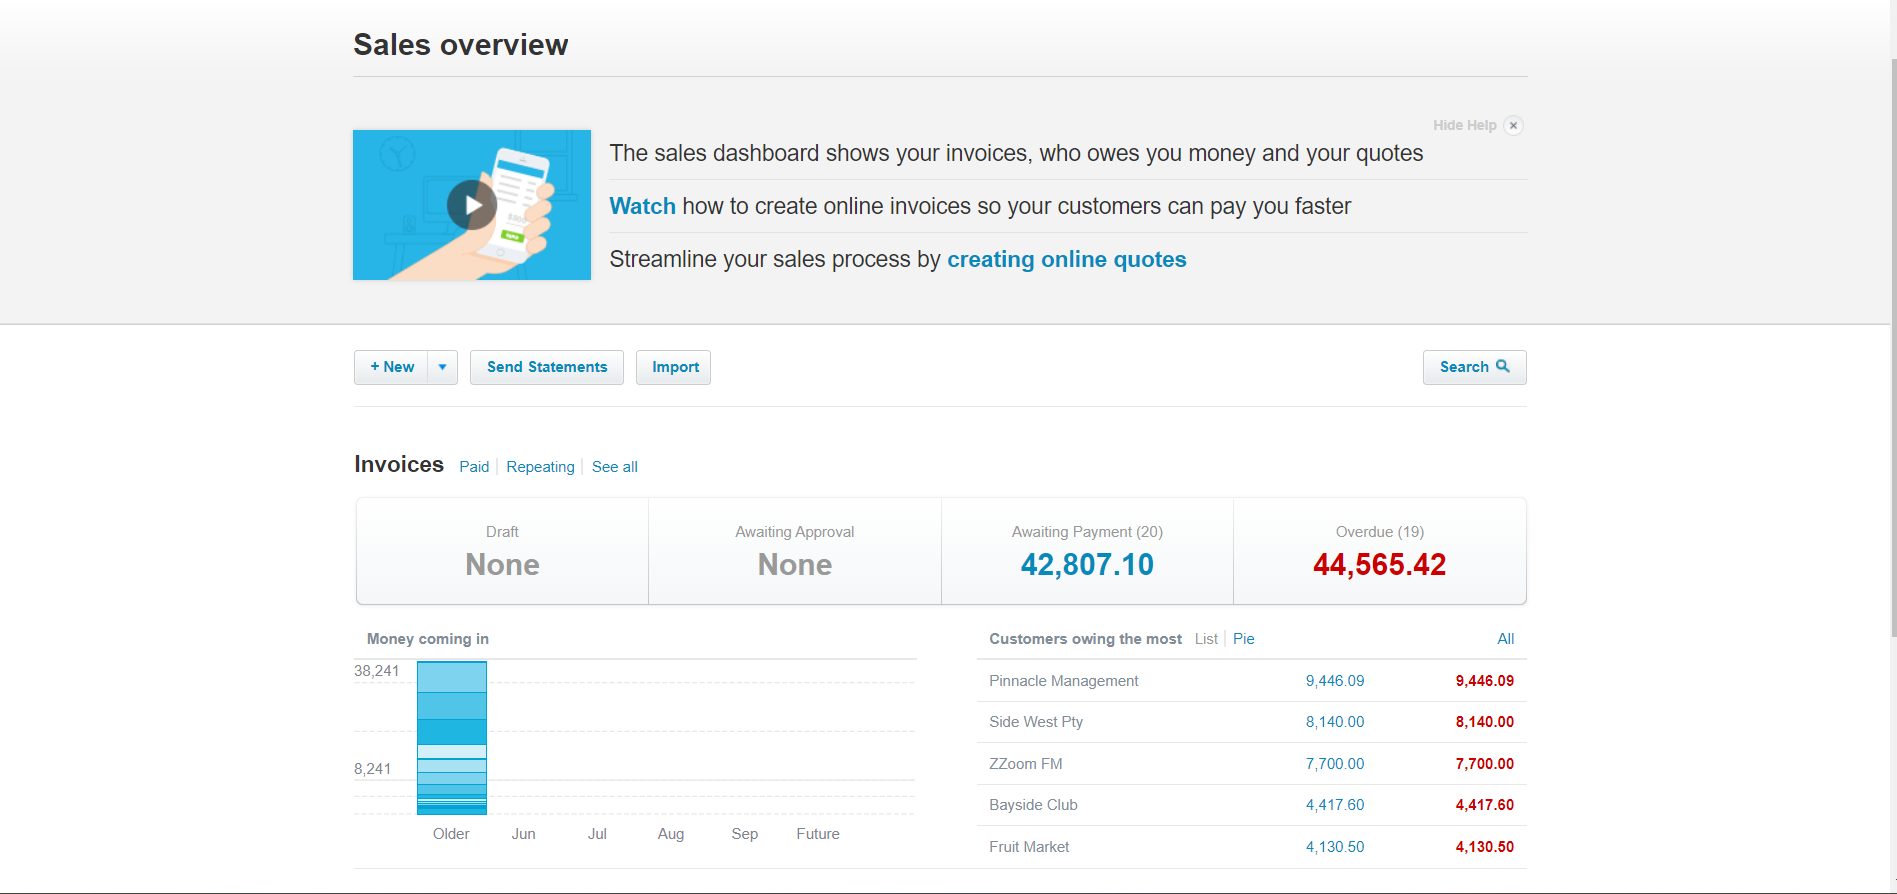 Sales overview
Hide Help ×
The sales dashboard shows your invoices, who owes you money and your quotes
Watch how to create online invoices so your customers can pay you faster
Streamline your sales process by creating online quotes
+ New Send Statements Import Search
Invoices Paid Repeating See all
Draft Awaiting Approval Awaiting Payment (20) Overdue (19)
None None 42,807.10 44,565.42
Money coming in
38,241
8,241
Older Jun Jul Aug Sep Future
Customers owing the most List Pie All
Pinnacle Management 9,446.09 9,446.09
Side West Pty 8,140.00 8,140.00
ZZoom FM 7,700.00 7,700.00
Bayside Club 4,417.60 4,417.60
Fruit Market 4,130.50 4,130.50